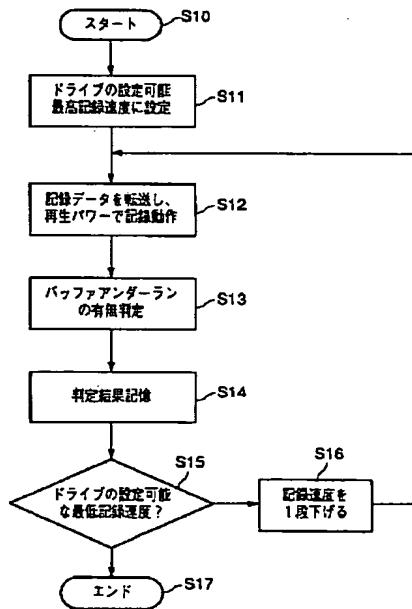 スタート
S10
ドライブの設定可能
最高記録速度に設定
S11
記録データを転送し、
再生パワーで記録動作
S12
バッファアンダーラン
の有無判定
S13
判定結果記憶
S14
S15
ドライブの設定可能
な最低記録速度?
S16
記録速度を
1段下げる
エンド
S17